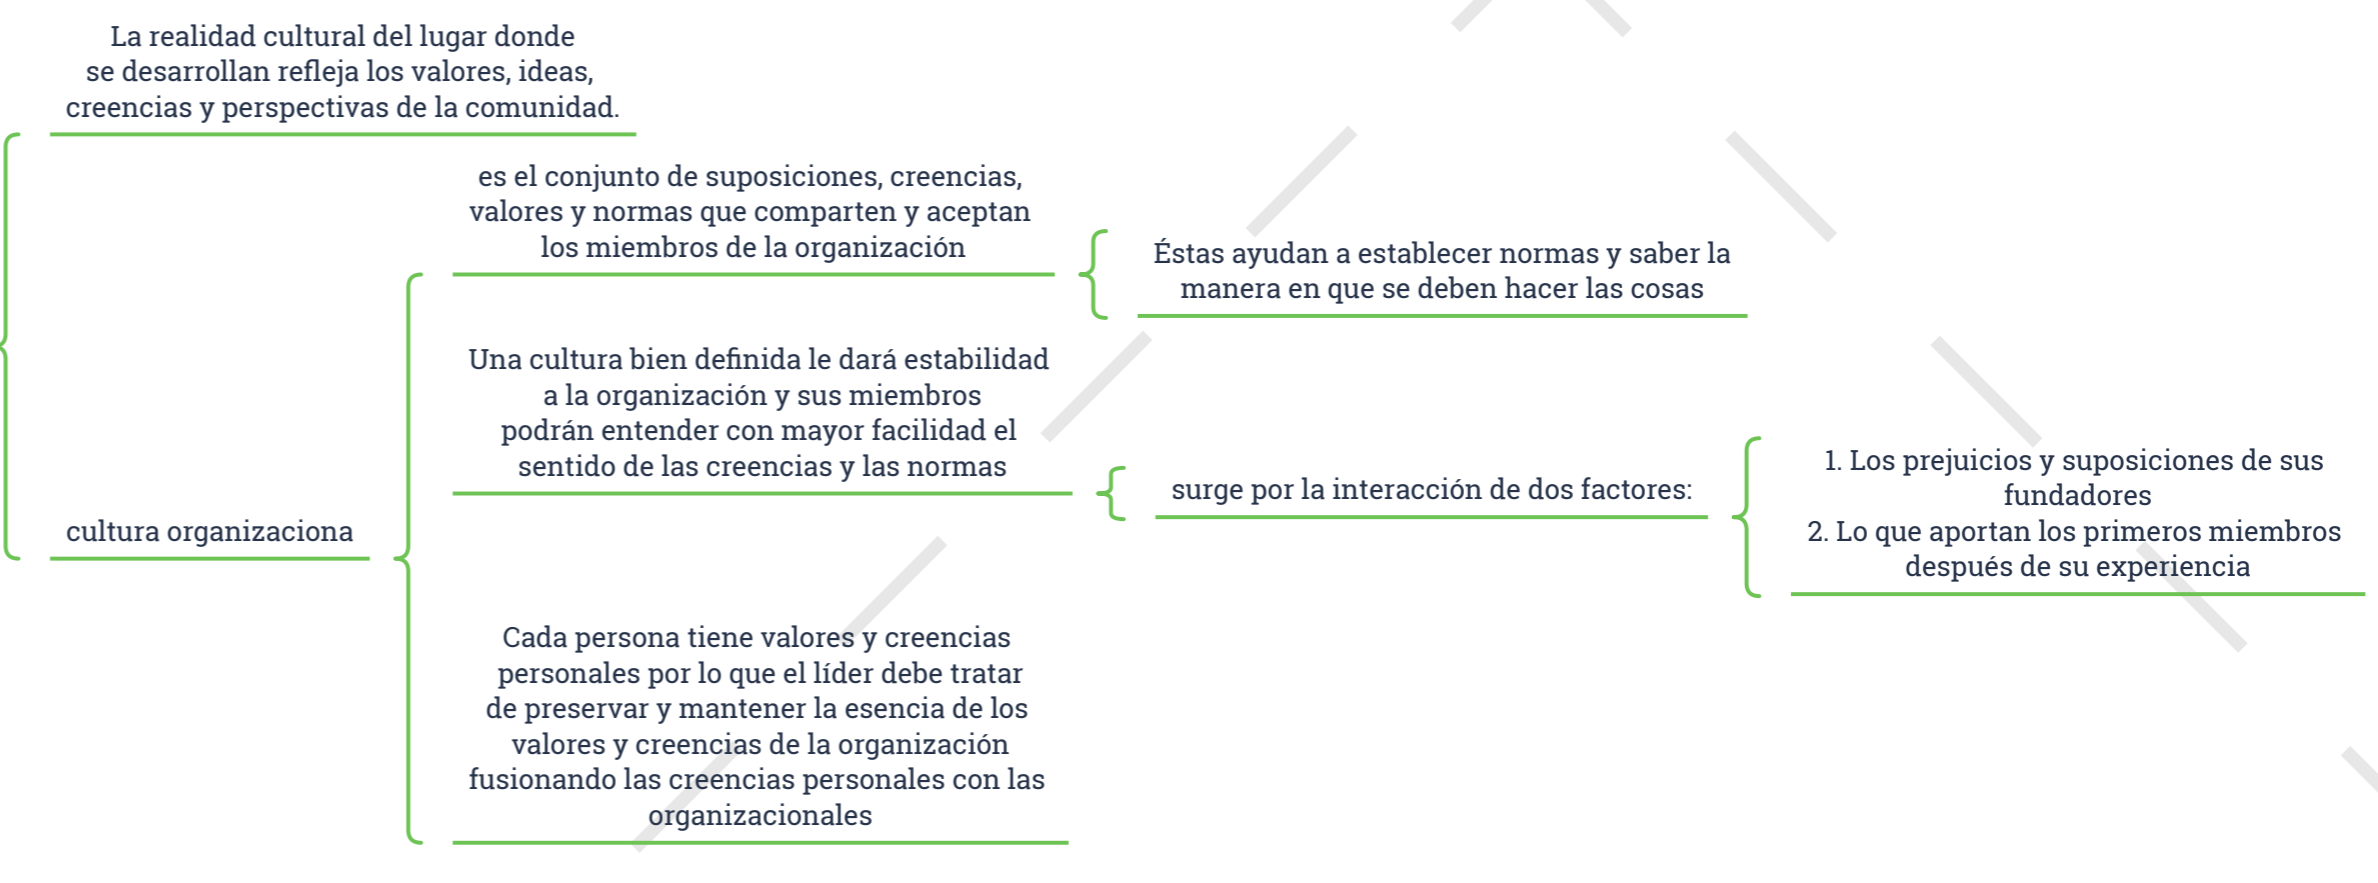 La realidad cultural del lugar donde
se desarrollan refleja los valores, ideas,
creencias y perspectivas de la comunidad.
cultura organizaciona
es el conjunto de suposiciones, creencias,
valores y normas que comparten y aceptan
los miembros de la organización
Éstas ayudan a establecer normas y saber la
manera en que se deben hacer las cosas
Una cultura bien definida le dará estabilidad
a la organización y sus miembros
podrán entender con mayor facilidad el
sentido de las creencias y las normas
surge por la interacción de dos factores:
1. Los prejuicios y suposiciones de sus
fundadores
2. Lo que aportan los primeros miembros
después de su experiencia
Cada persona tiene valores y creencias
personales por lo que el líder debe tratar
de preservar y mantener la esencia de los
valores y creencias de la organización
fusionando las creencias personales con las
organizacionales